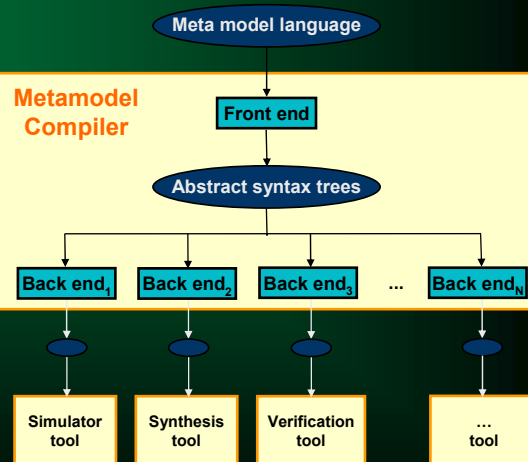 Meta model language
Metamodel
Compiler
Front end
Abstract syntax trees
Back end₁ Back end₂ Back end₃ ... Back endN
Simulator
tool
Synthesis
tool
Verification
tool
...
tool